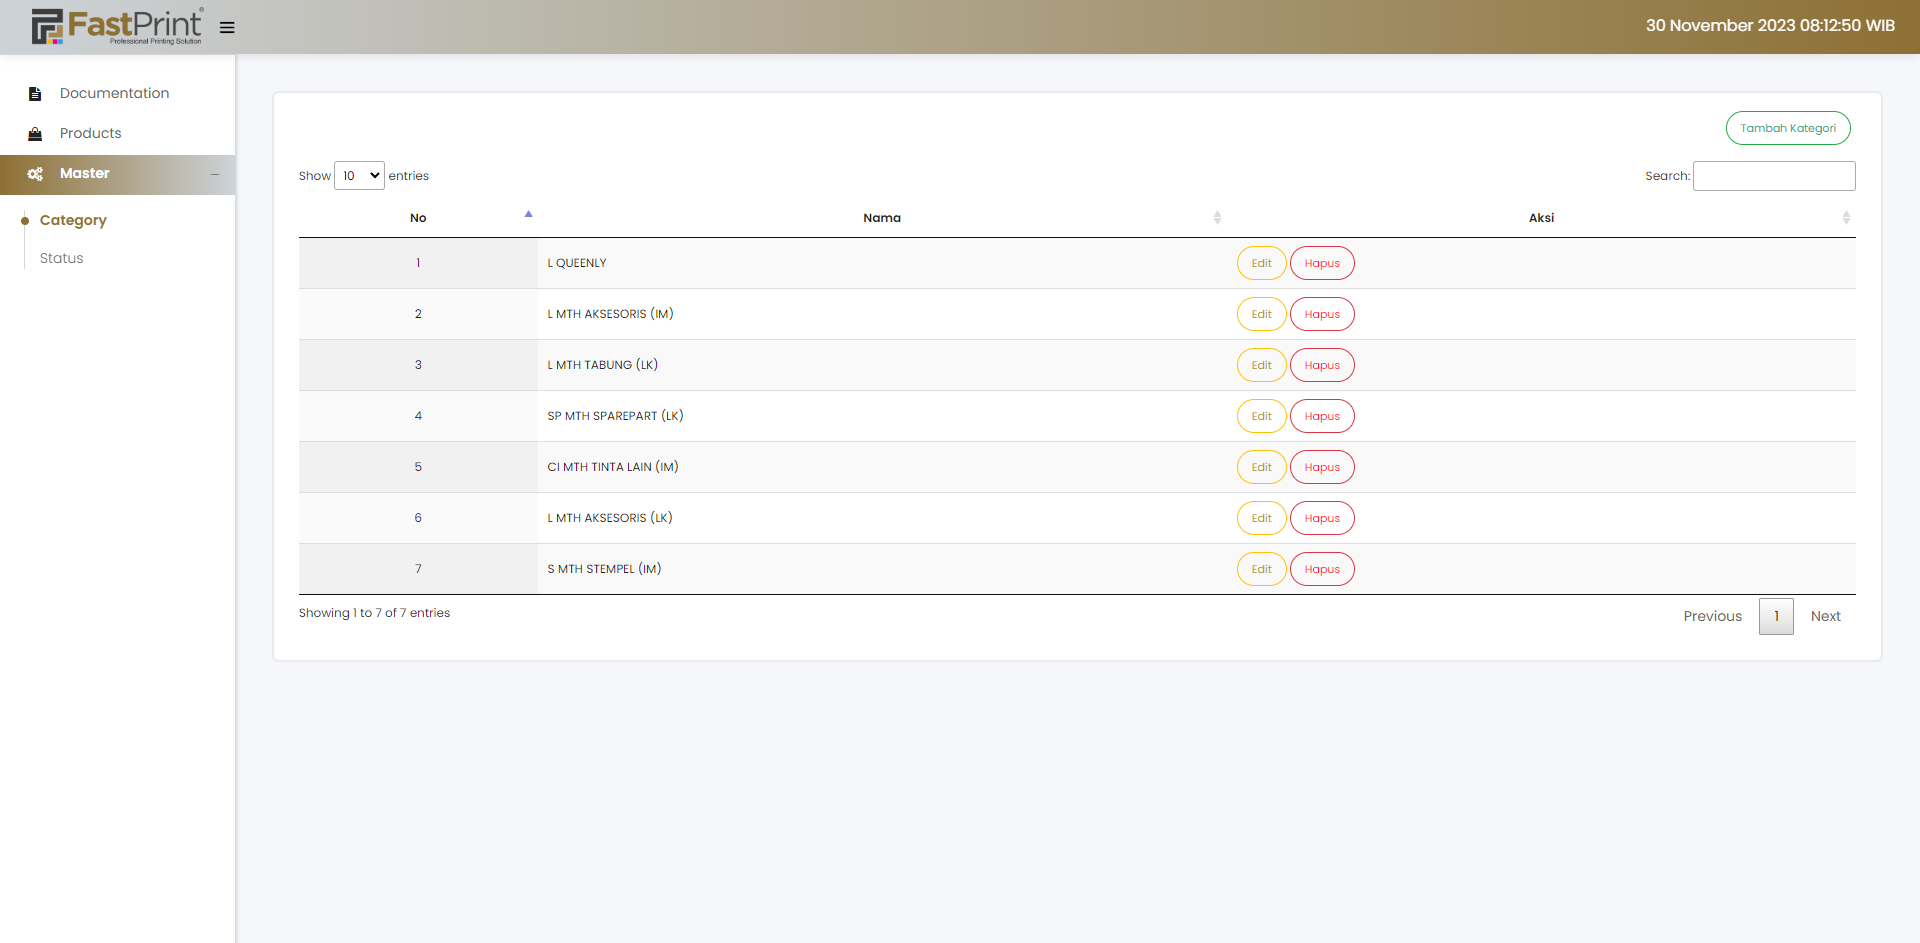 FastPrint®
Professional Printing Solution
30 November 2023 08:12:50 WIB
Documentation
Products
Master
Category
Status
Tambah Kategori
Show 10 entries
Search:
No Nama Aksi
1 L QUEENLY Edit Hapus
2 L MTH AKSESORIS (IM) Edit Hapus
3 L MTH TABUNG (LK) Edit Hapus
4 SP MTH SPAREPART (LK) Edit Hapus
5 CI MTH TINTA LAIN (IM) Edit Hapus
6 L MTH AKSESORIS (LK) Edit Hapus
7 S MTH STEMPEL (IM) Edit Hapus
Showing 1 to 7 of 7 entries
Previous 1 Next